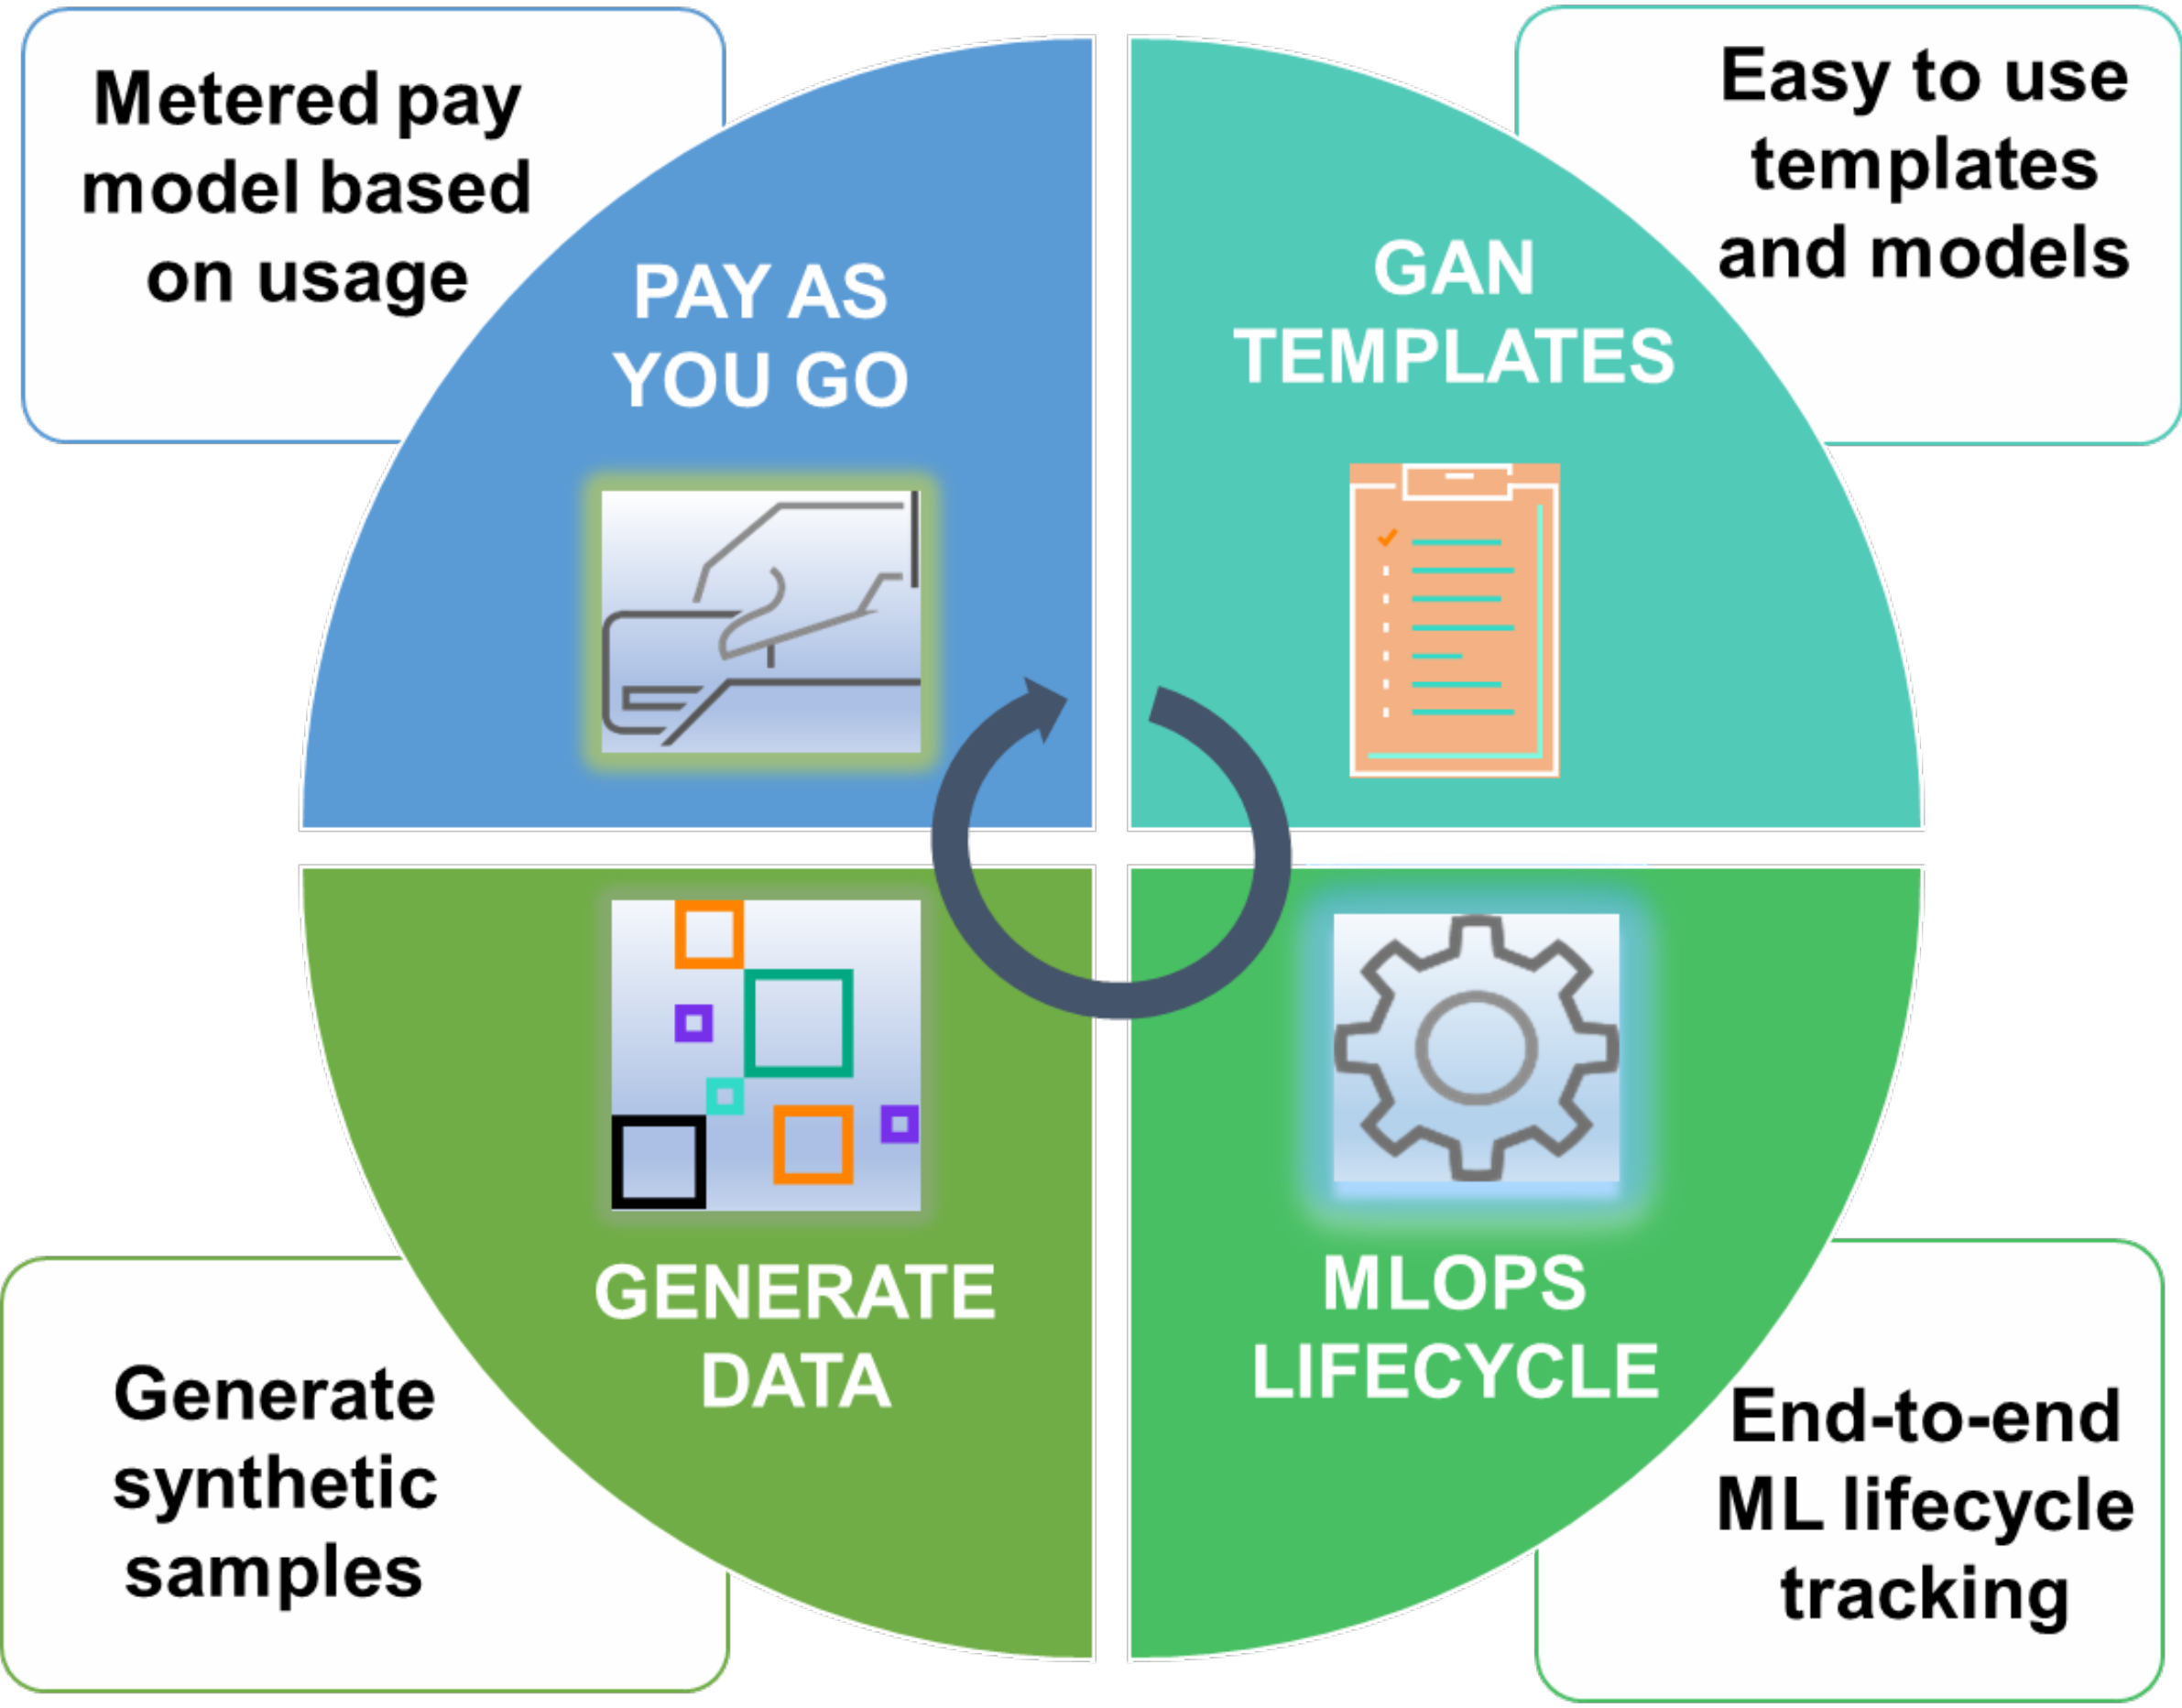 Metered pay
model based
on usage
PAY AS
YOU GO
GAN
TEMPLATES
Easy to use
templates
and models
Generate
synthetic
samples
GENERATE
DATA
MLOPS
LIFECYCLE
End-to-end
ML lifecycle
tracking